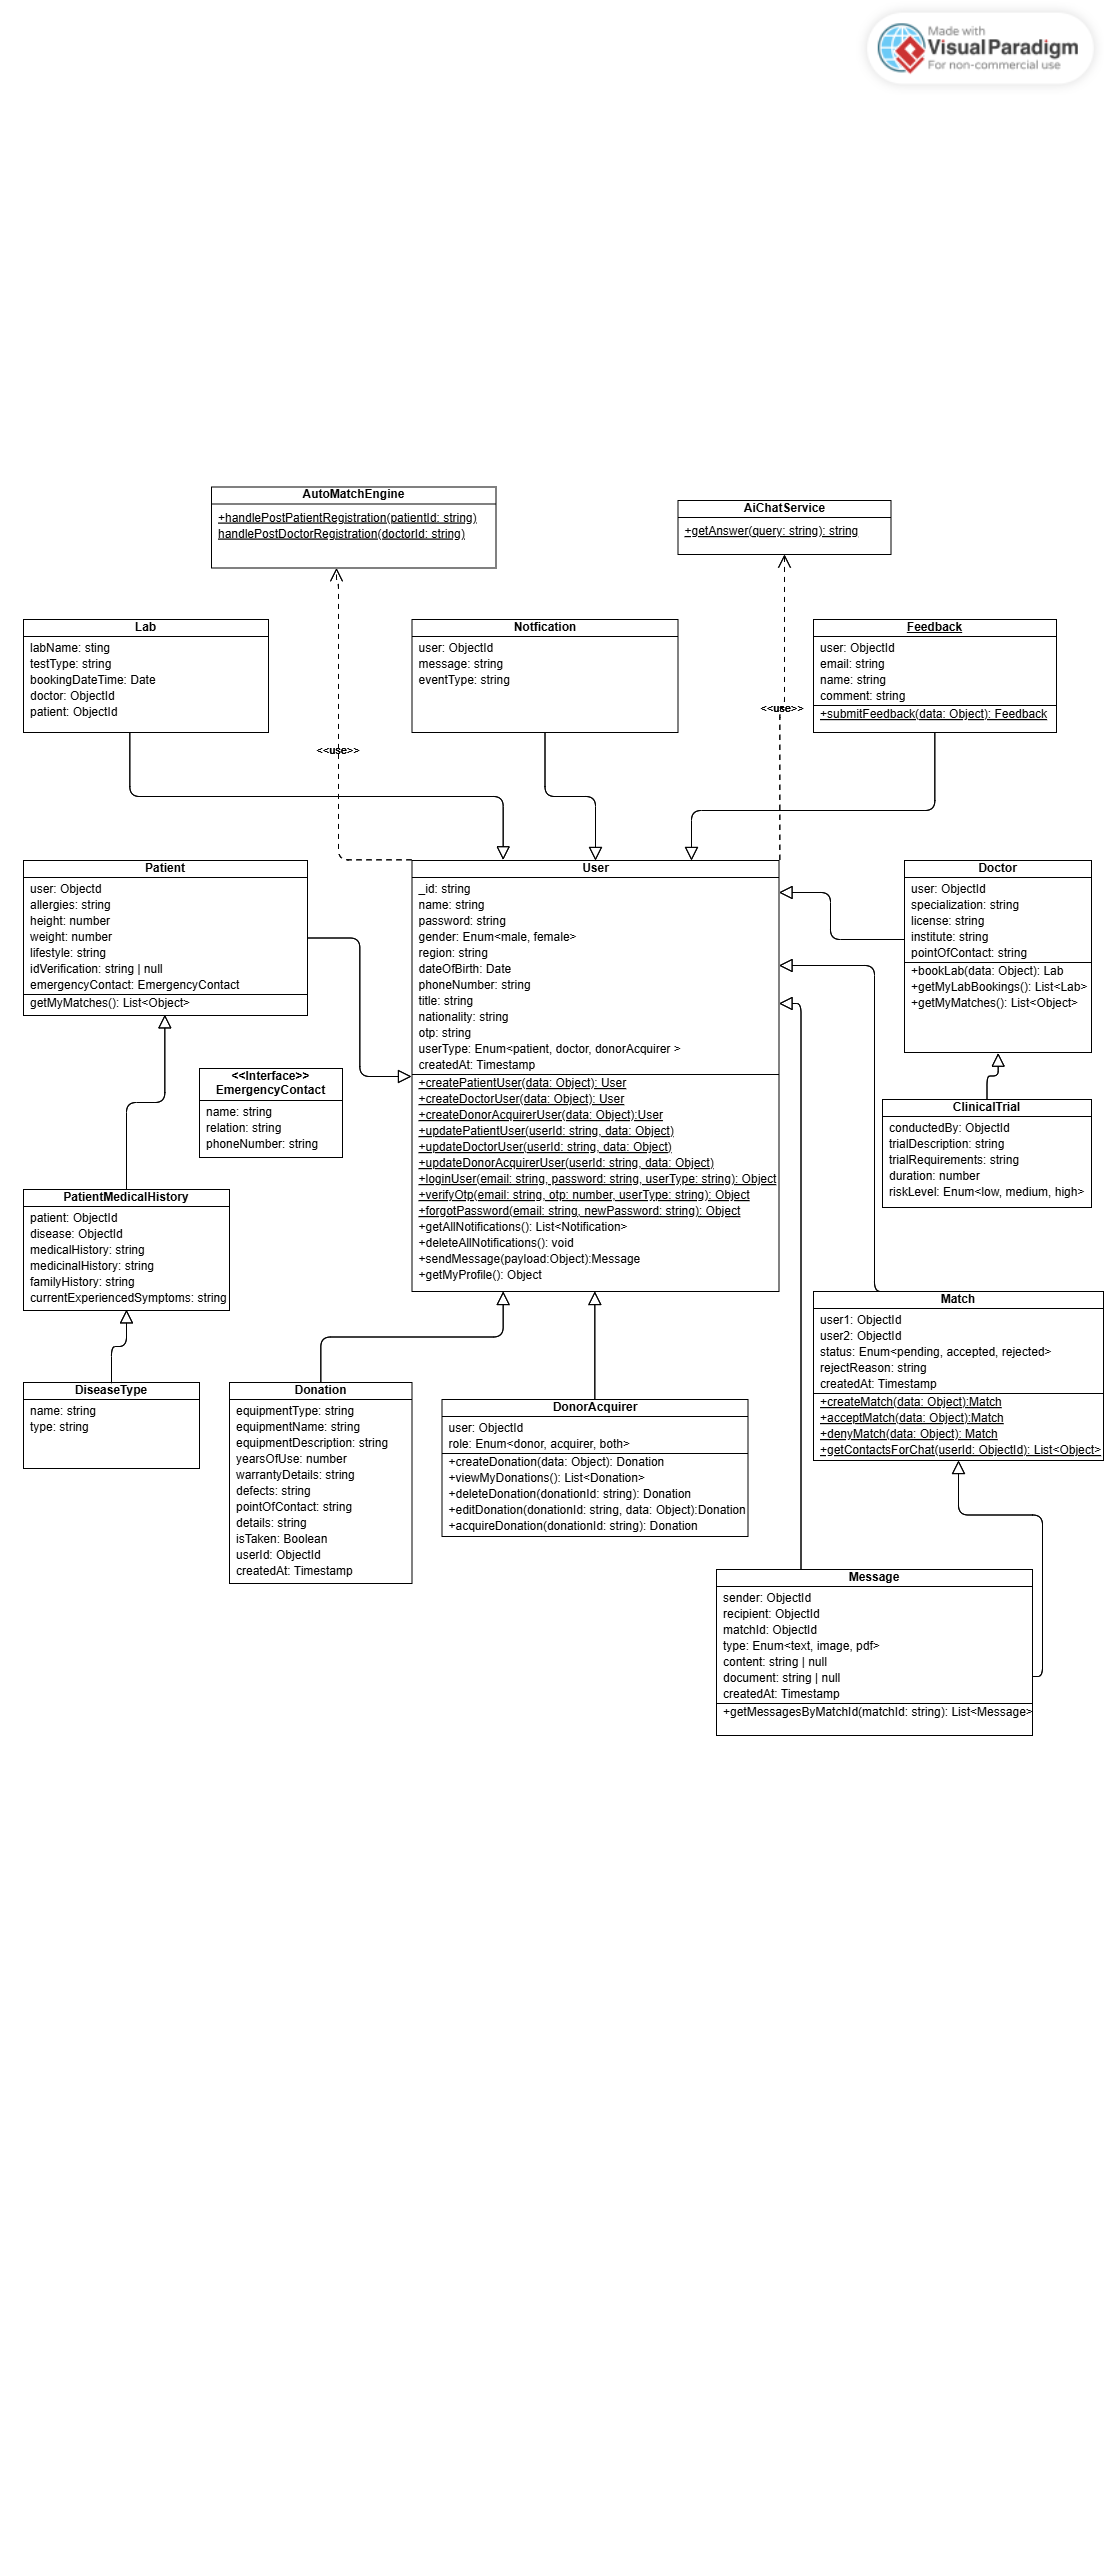 Made with
Visual Paradigm
For non-commercial use
AutoMatchEngine
+handlePostPatientRegistration(patientId: string)
handlePostDoctorRegistration(doctorId: string)
AiChatService
+getAnswer(query: string): string
Lab
labName: sting
testType: string
bookingDateTime: Date
doctor: ObjectId
patient: ObjectId
Notfication
user: ObjectId
message: string
eventType: string
Feedback
user: ObjectId
email: string
name: string
comment: string
+submitFeedback(data: Object): Feedback
<<use>>
<<use>>
Patient
user: Objectd
allergies: string
height: number
weight: number
lifestyle: string
idVerification: string | null
emergencyContact: EmergencyContact
getMyMatches(): List<Object>
User
_id: string
name: string
password: string
gender: Enum<male, female>
region: string
dateOfBirth: Date
phoneNumber: string
title: string
nationality: string
otp: string
userType: Enum<patient, doctor, donorAcquirer >
createdAt: Timestamp
+createPatientUser(data: Object): User
+createDoctorUser(data: Object): User
+createDonorAcquirerUser(data: Object):User
+updatePatientUser(userId: string, data: Object)
+updateDoctorUser(userId: string, data: Object)
+updateDonorAcquirerUser(userId: string, data: Object)
+loginUser(email: string, password: string, userType: string): Object
+verifyOtp(email: string, otp: number, userType: string): Object
+forgotPassword(email: string, newPassword: string): Object
+getAllNotifications(): List<Notification>
+deleteAllNotifications(): void
+sendMessage(payload:Object):Message
+getMyProfile(): Object
Doctor
user: ObjectId
specialization: string
license: string
institute: string
pointOfContact: string
+bookLab(data: Object): Lab
+getMyLabBookings(): List<Lab>
+getMyMatches(): List<Object>
<<Interface>>
EmergencyContact
name: string
relation: string
phoneNumber: string
ClinicalTrial
conductedBy: ObjectId
trialDescription: string
trialRequirements: string
duration: number
riskLevel: Enum<low, medium, high>
PatientMedicalHistory
patient: ObjectId
disease: ObjectId
medicalHistory: string
medicinalHistory: string
familyHistory: string
currentExperiencedSymptoms: string
Match
user1: ObjectId
user2: ObjectId
status: Enum<pending, accepted, rejected>
rejectReason: string
createdAt: Timestamp
+createMatch(data: Object):Match
+acceptMatch(data: Object):Match
+denyMatch(data: Object): Match
+getContactsForChat(userId: ObjectId): List<Object>
DiseaseType
name: string
type: string
Donation
equipmentType: string
equipmentName: string
equipmentDescription: string
yearsOfUse: number
warrantyDetails: string
defects: string
pointOfContact: string
details: string
isTaken: Boolean
userId: ObjectId
createdAt: Timestamp
DonorAcquirer
user: ObjectId
role: Enum<donor, acquirer, both>
+createDonation(data: Object): Donation
+viewMyDonations(): List<Donation>
+deleteDonation(donationId: string): Donation
+editDonation(donationId: string, data: Object):Donation
+acquireDonation(donationId: string): Donation
Message
sender: ObjectId
recipient: ObjectId
matchId: ObjectId
type: Enum<text, image, pdf>
content: string | null
document: string | null
createdAt: Timestamp
+getMessagesByMatchId(matchId: string): List<Message>